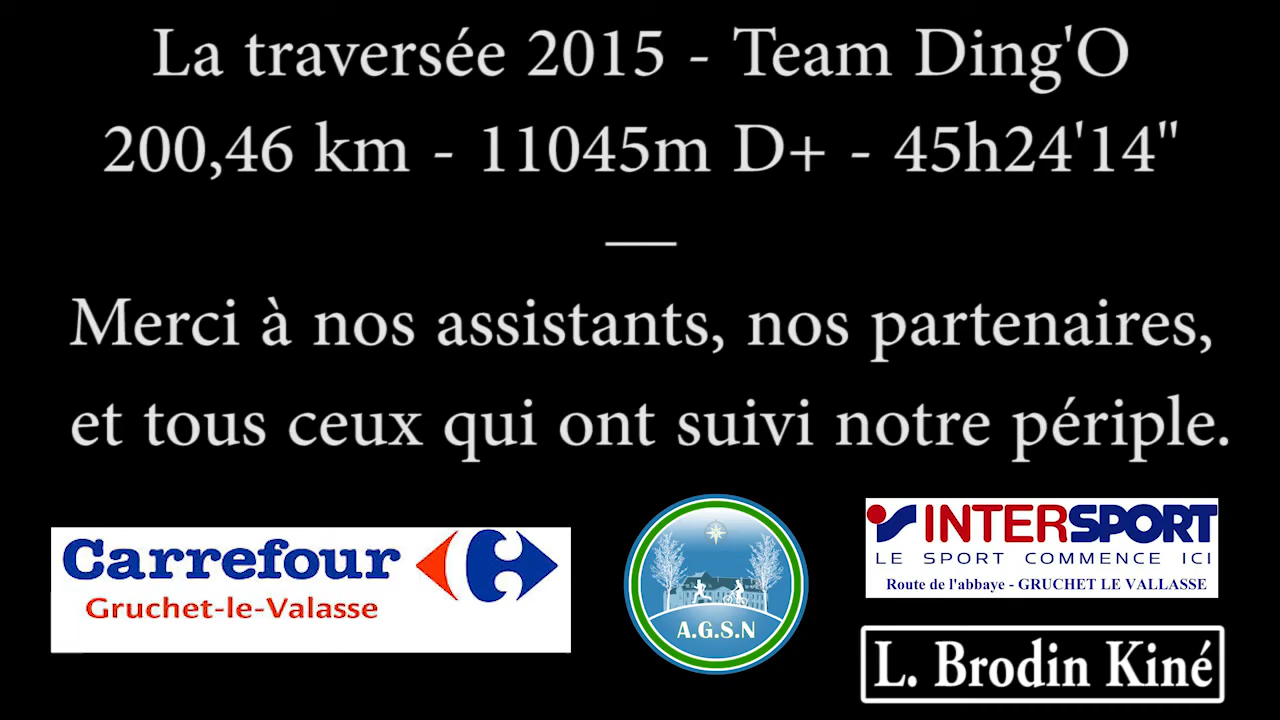 La traversée 2015 - Team Ding'O
200,46 km - 11045m D+ - 45h24'14"
—
Merci à nos assistants, nos partenaires,
et tous ceux qui ont suivi notre périple.
Carrefour
Gruchet-le-Valasse
A.G.S.N
INTERSPORT
LE SPORT COMMENCE ICI
Route de l'abbaye - GRUCHET LE VALLASSE
L. Brodin Kiné